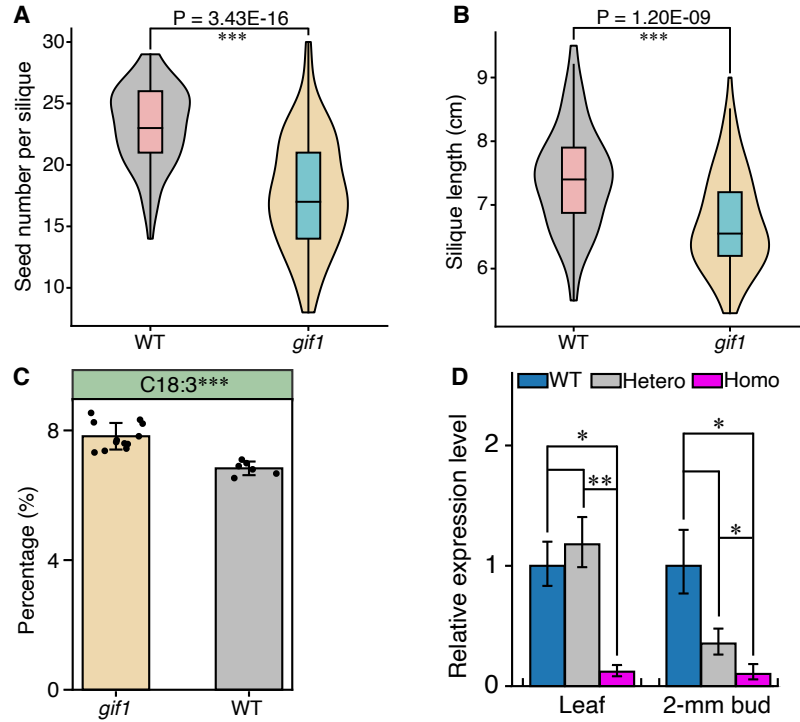 A
P = 3.43E-16
***
Seed number per silique
30
25
20
15
10
WT
gif1
B
P = 1.20E-09
***
Silique length (cm)
9
8
7
6
WT
gif1
C
C18:3***
Percentage (%)
8
4
0
gif1
WT
D
WT Hetero Homo
Relative expression level
2
1
0
*
**
*
*
Leaf
2-mm bud